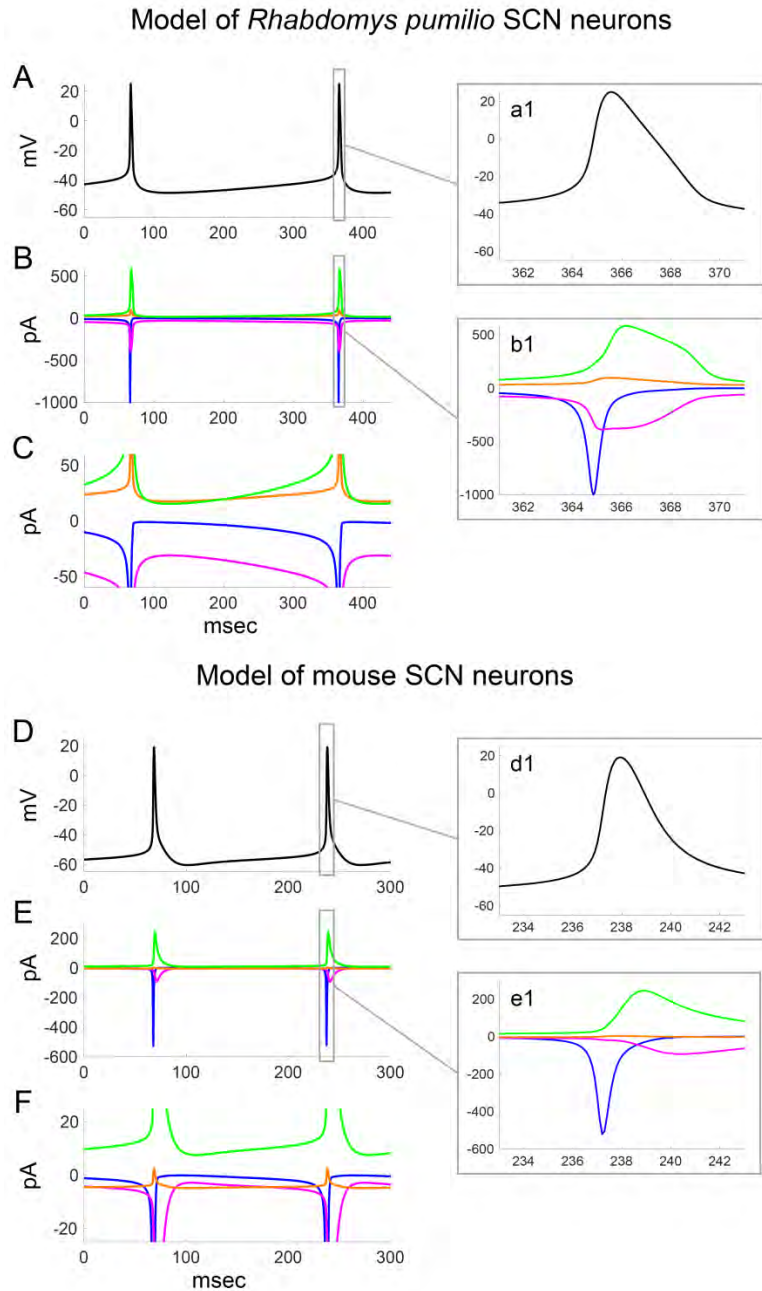 Model of Rhabdomys pumilio SCN neurons
A
20
0
-20
-40
-60
mV
0 100 200 300 400
a1
20
0
-20
-40
-60
362 364 366 368 370
B
500
0
-500
-1000
pA
0 100 200 300 400
b1
500
0
-500
-1000
362 364 366 368 370
C
50
0
-50
pA
0 100 200 300 400
msec
Model of mouse SCN neurons
D
20
0
-20
-40
-60
mV
0 100 200 300
d1
20
0
-20
-40
-60
234 236 238 240 242
E
200
0
-200
-400
-600
pA
0 100 200 300
e1
200
0
-200
-400
-600
234 236 238 240 242
F
20
0
-20
pA
0 100 200 300
msec